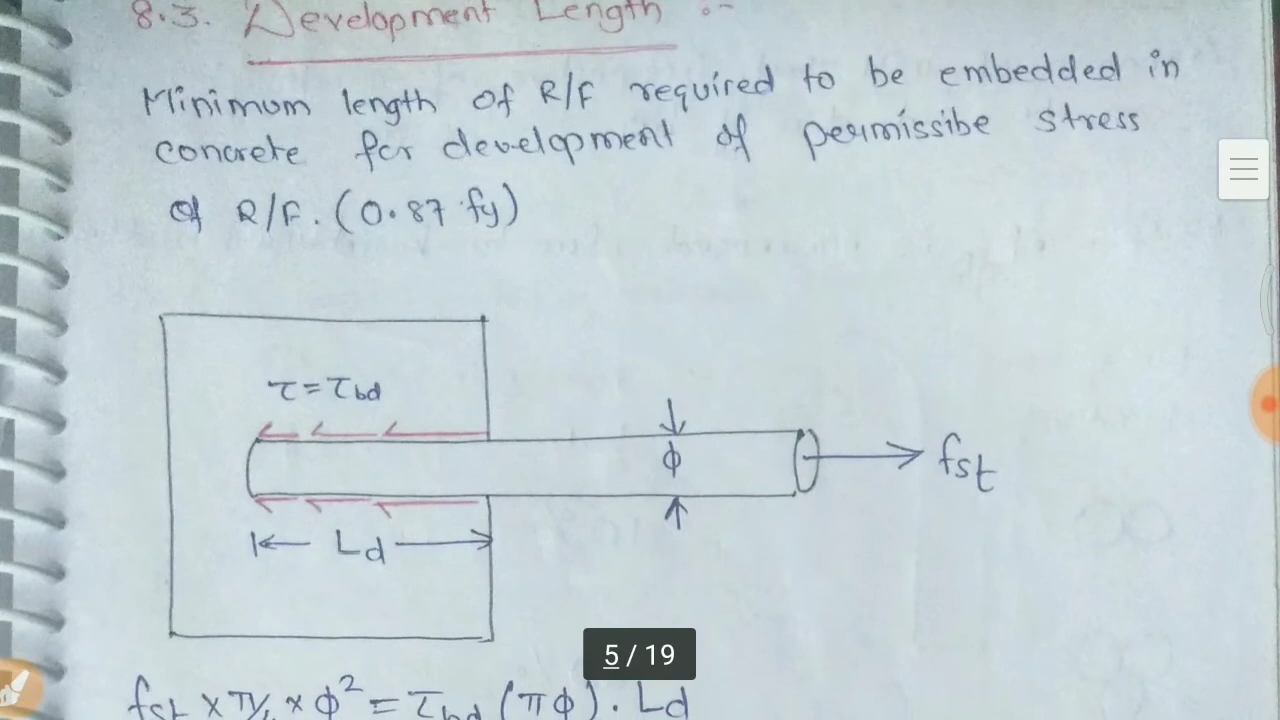 8.3. Development Length :-
Minimum length of R/F required to be embedded in
concrete for development of permissibe stress
of R/F. (0.87 fy)
τ = τbd
ϕ
fst
Ld
5 / 19
fst x π/4 x ϕ² = τbd (πϕ). Ld